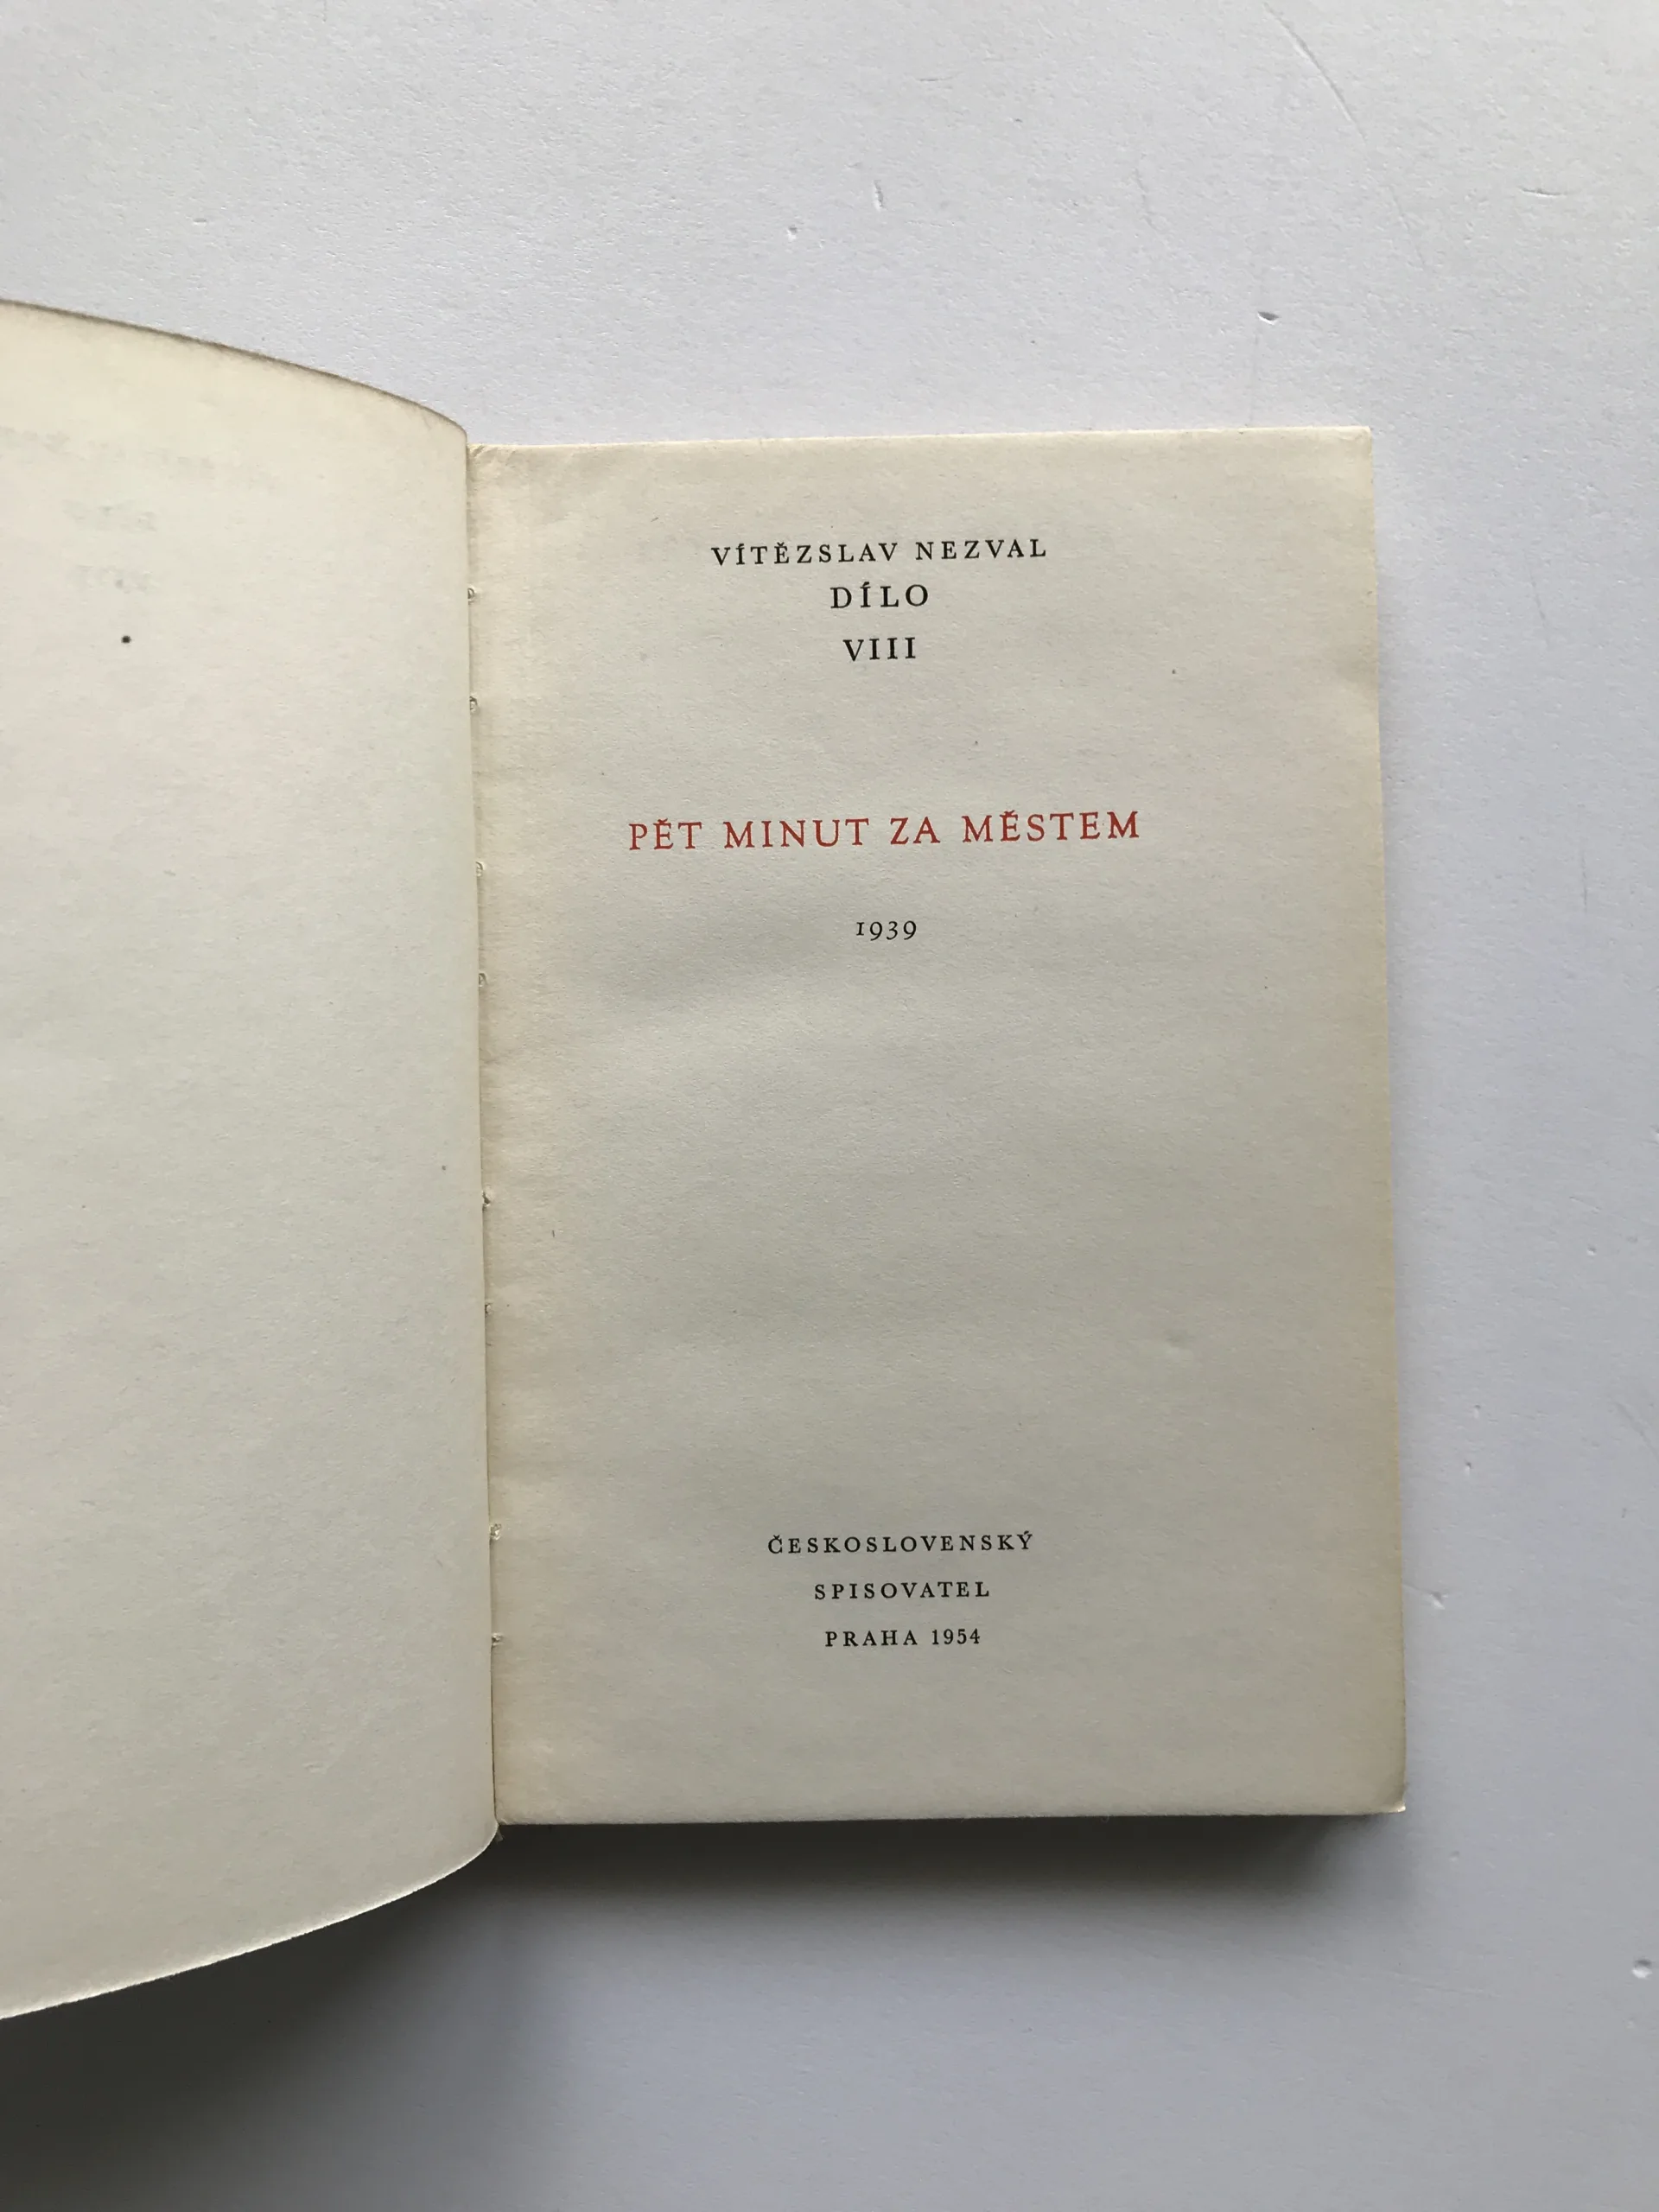 VÍTĚZSLAV NEZVAL
DÍLO
VIII
PĚT MINUT ZA MĚSTEM
1939
ČESKOSLOVENSKÝ
SPISOVATEL
PRAHA 1954